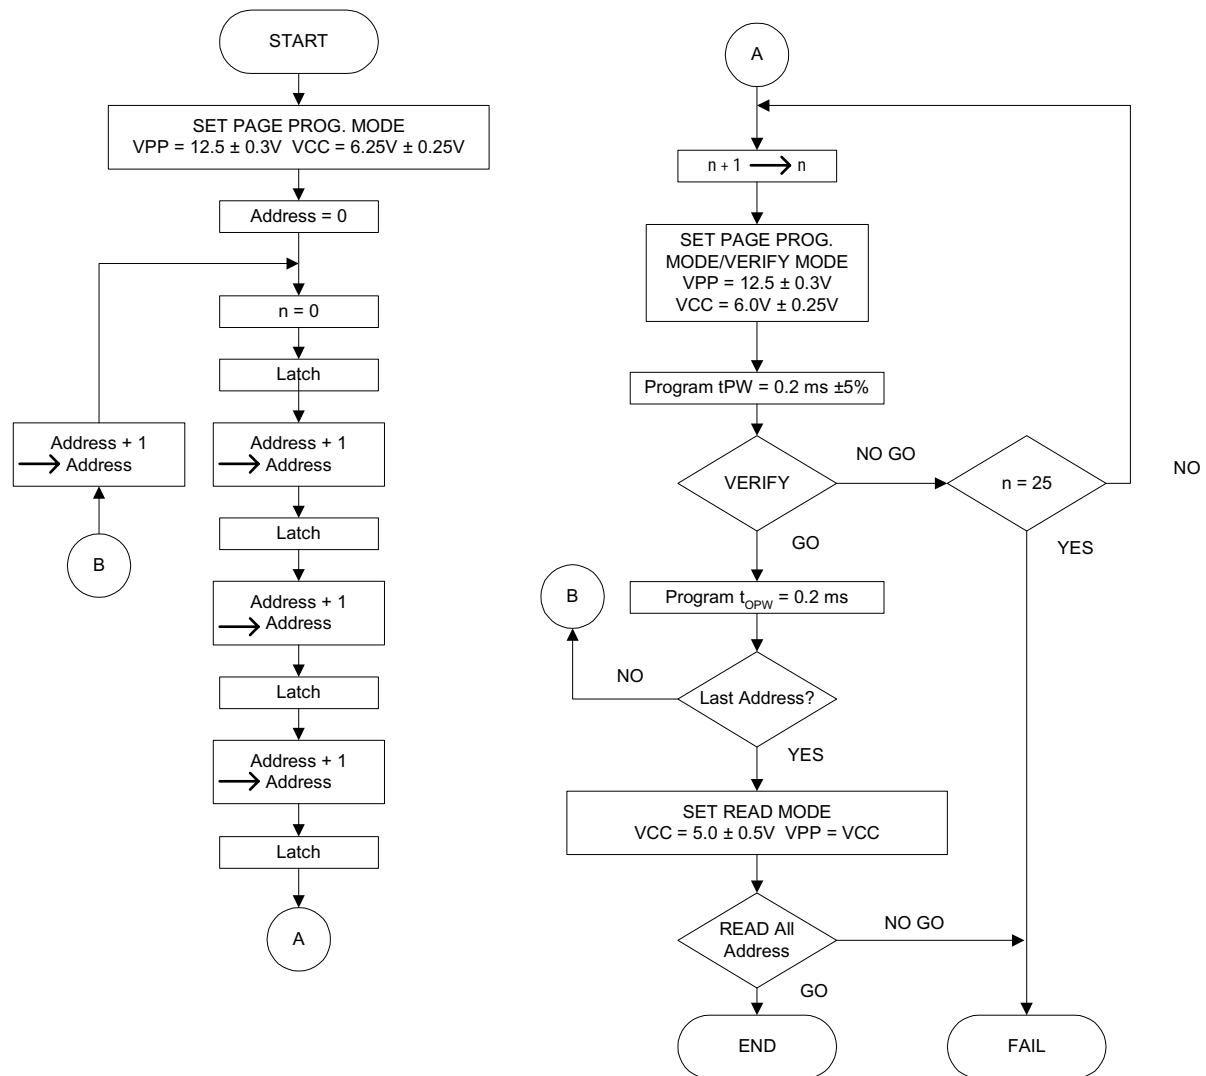 START
SET PAGE PROG. MODE
VPP = 12.5 ± 0.3V VCC = 6.25V ± 0.25V
Address = 0
n = 0
Latch
Address + 1
⟶ Address
Latch
Address + 1
⟶ Address
Latch
Address + 1
⟶ Address
Latch
A
Address + 1
⟶ Address
B
A
n + 1 ⟶ n
SET PAGE PROG.
MODE/VERIFY MODE
VPP = 12.5 ± 0.3V
VCC = 6.0V ± 0.25V
Program tPW = 0.2 ms ±5%
VERIFY
NO GO
n = 25
NO
YES
GO
B
Program tOPW = 0.2 ms
NO
Last Address?
YES
SET READ MODE
VCC = 5.0 ± 0.5V VPP = VCC
READ All
Address
NO GO
GO
END
FAIL